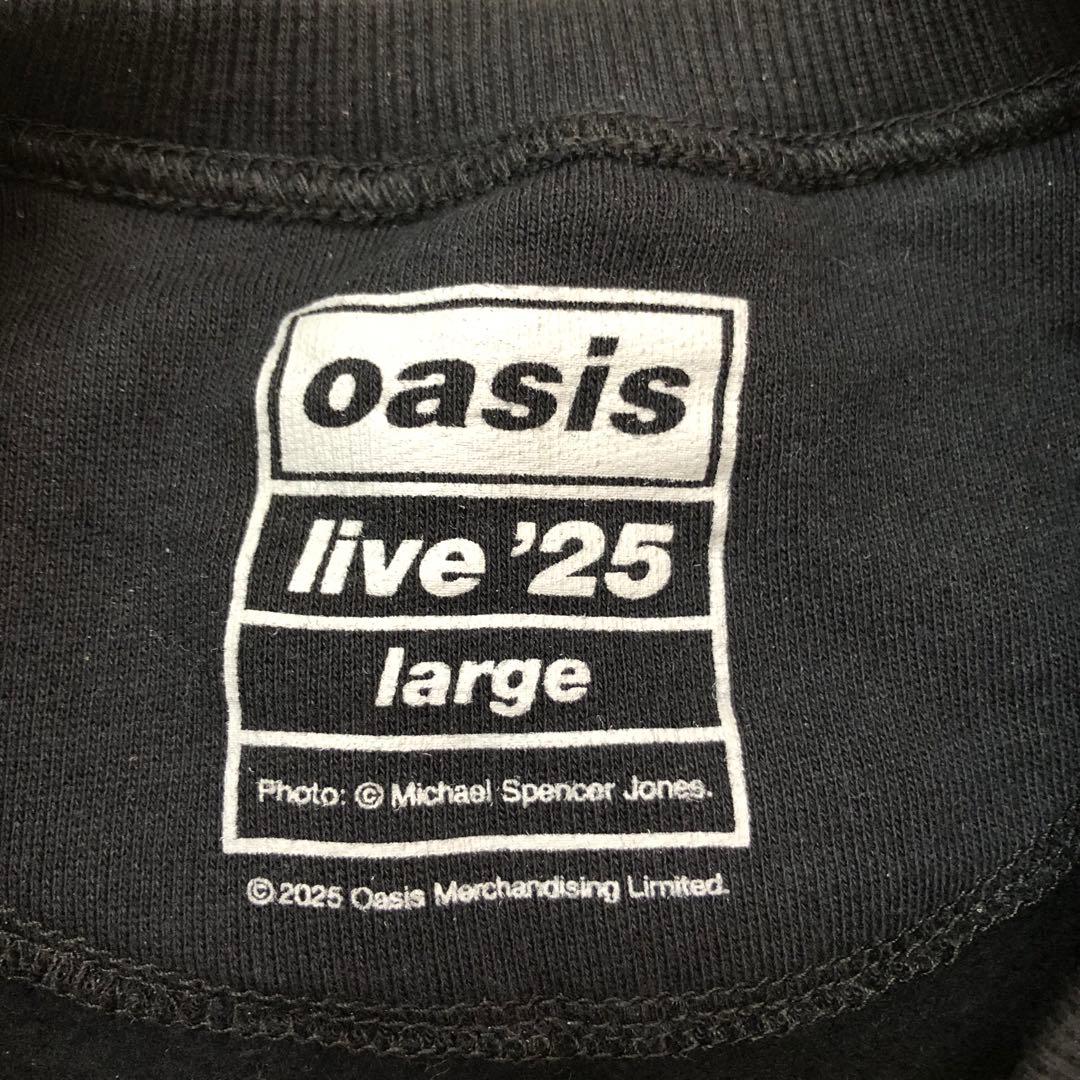 oasis
live ’25
large
Photo: © Michael Spencer Jones.
©2025 Oasis Merchandising Limited.